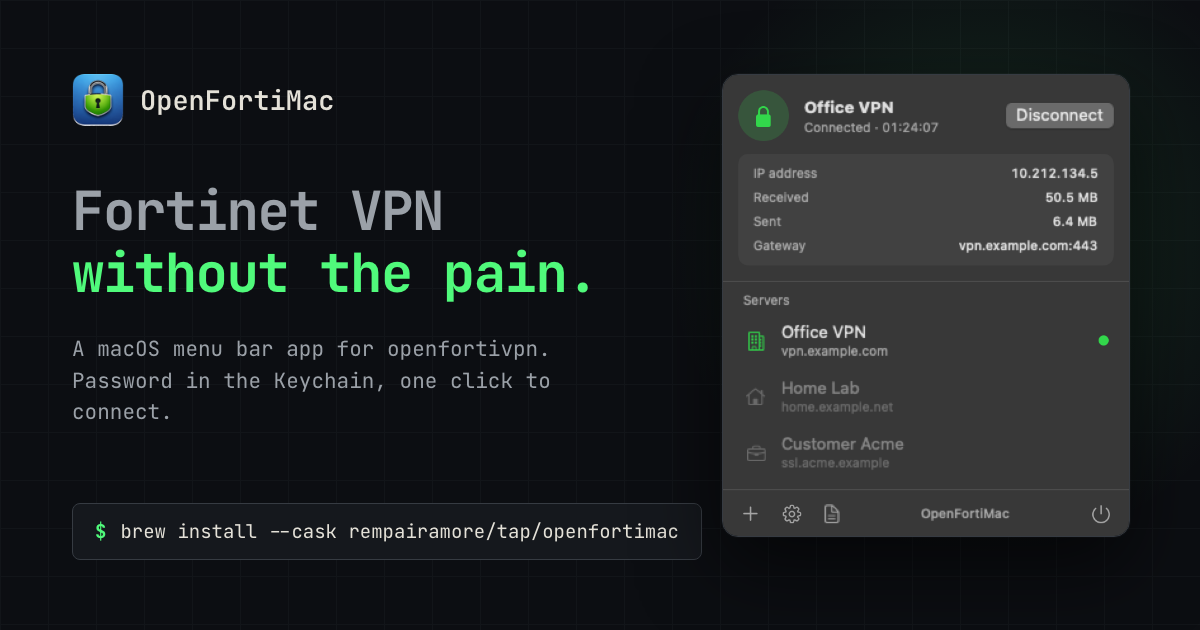 OpenFortiMac
Fortinet VPN
without the pain.
A macOS menu bar app for openfortivpn.
Password in the Keychain, one click to
connect.
$ brew install --cask rempairamore/tap/openfortimac
Office VPN
Connected · 01:24:07
Disconnect
IP address 10.212.134.5
Received 50.5 MB
Sent 6.4 MB
Gateway vpn.example.com:443
Servers
Office VPN
vpn.example.com
Home Lab
home.example.net
Customer Acme
ssl.acme.example
OpenFortiMac